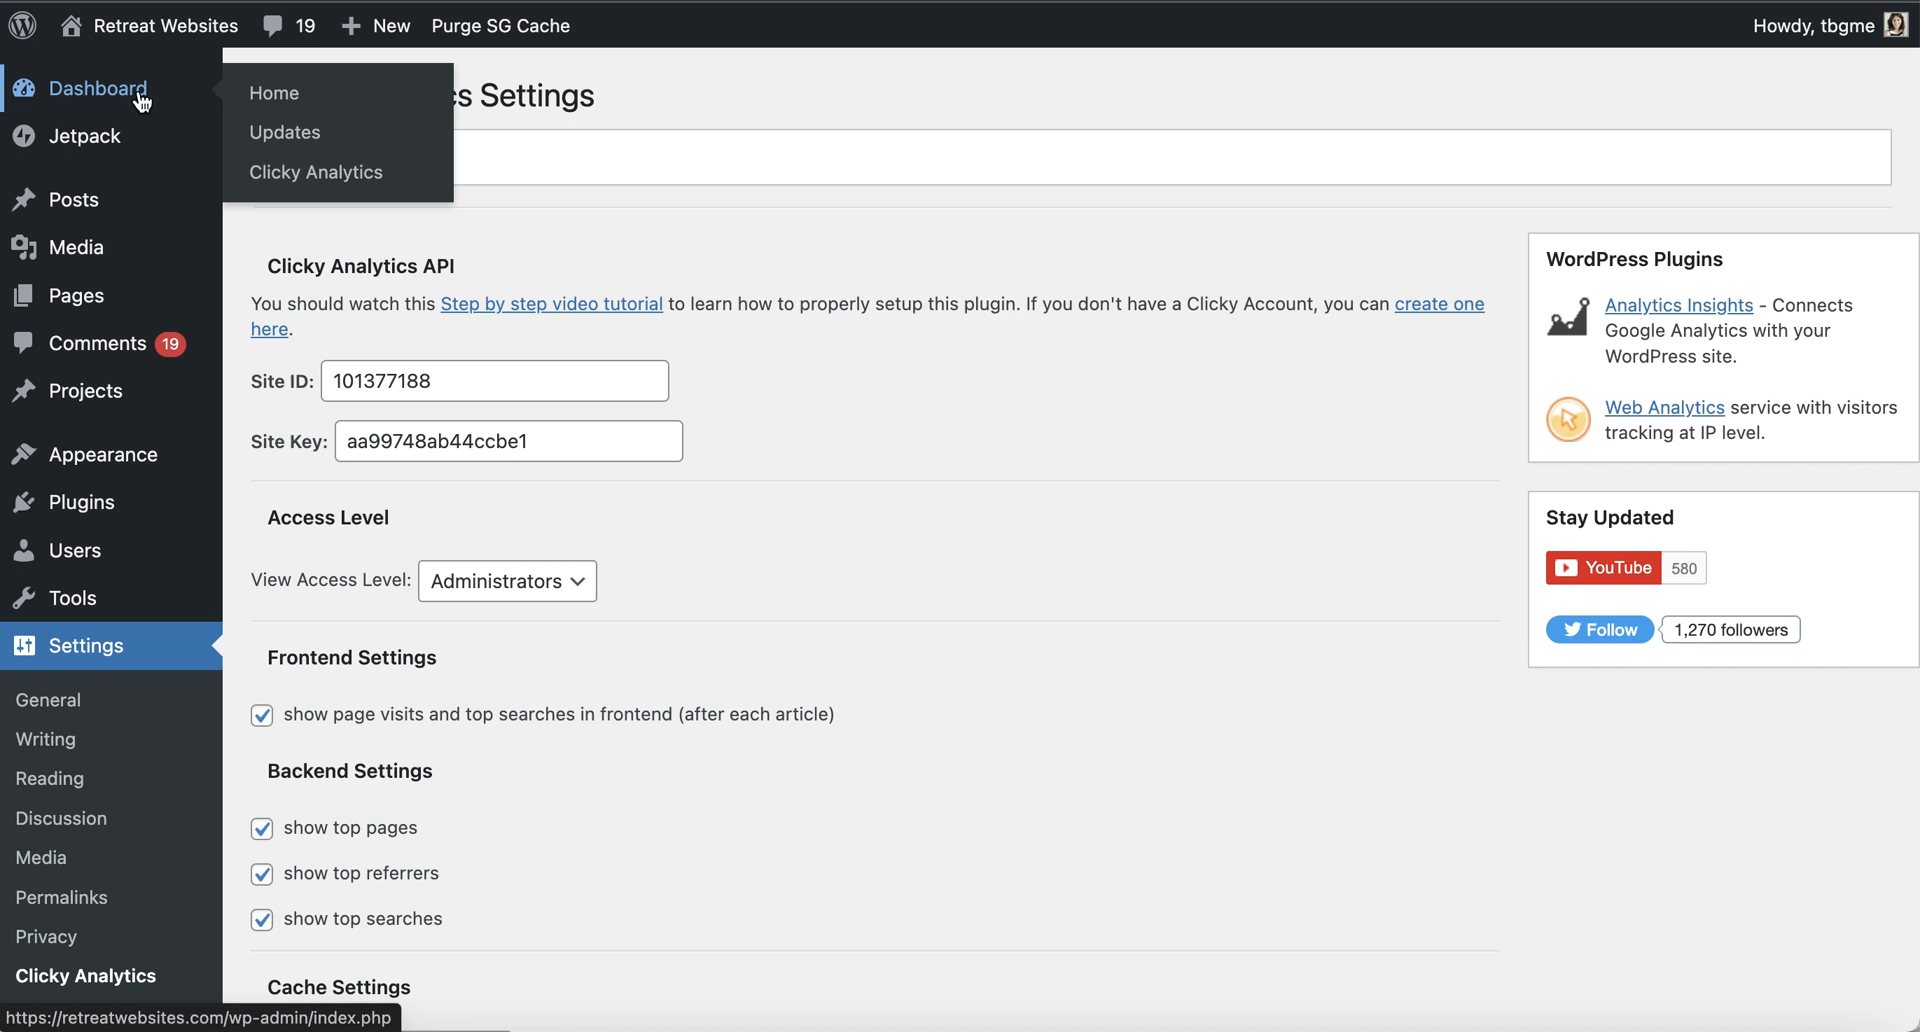 Retreat Websites 19 New Purge SG Cache Howdy, tbgme
Dashboard
Jetpack
Posts
Media
Pages
Comments 19
Projects
Appearance
Plugins
Users
Tools
Settings
General
Writing
Reading
Discussion
Media
Permalinks
Privacy
Clicky Analytics
https://retreatwebsites.com/wp-admin/index.php
Home
Updates
Clicky Analytics
cs Settings
Clicky Analytics API
You should watch this Step by step video tutorial to learn how to properly setup this plugin. If you don't have a Clicky Account, you can create one
here.
Site ID: 101377188
Site Key: aa99748ab44ccbe1
Access Level
View Access Level: Administrators
Frontend Settings
show page visits and top searches in frontend (after each article)
Backend Settings
show top pages
show top referrers
show top searches
Cache Settings
WordPress Plugins
Analytics Insights - Connects
Google Analytics with your
WordPress site.
Web Analytics service with visitors
tracking at IP level.
Stay Updated
YouTube 580
Follow 1,270 followers